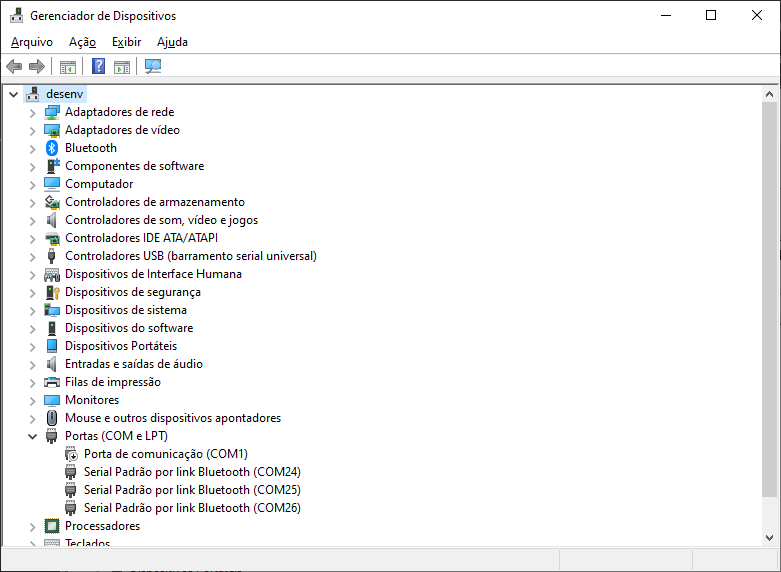 Gerenciador de Dispositivos
Arquivo Ação Exibir Ajuda
desenv
Adaptadores de rede
Adaptadores de vídeo
Bluetooth
Componentes de software
Computador
Controladores de armazenamento
Controladores de som, vídeo e jogos
Controladores IDE ATA/ATAPI
Controladores USB (barramento serial universal)
Dispositivos de Interface Humana
Dispositivos de segurança
Dispositivos de sistema
Dispositivos do software
Dispositivos Portáteis
Entradas e saídas de áudio
Filas de impressão
Monitores
Mouse e outros dispositivos apontadores
Portas (COM e LPT)
Porta de comunicação (COM1)
Serial Padrão por link Bluetooth (COM24)
Serial Padrão por link Bluetooth (COM25)
Serial Padrão por link Bluetooth (COM26)
Processadores
Teclados